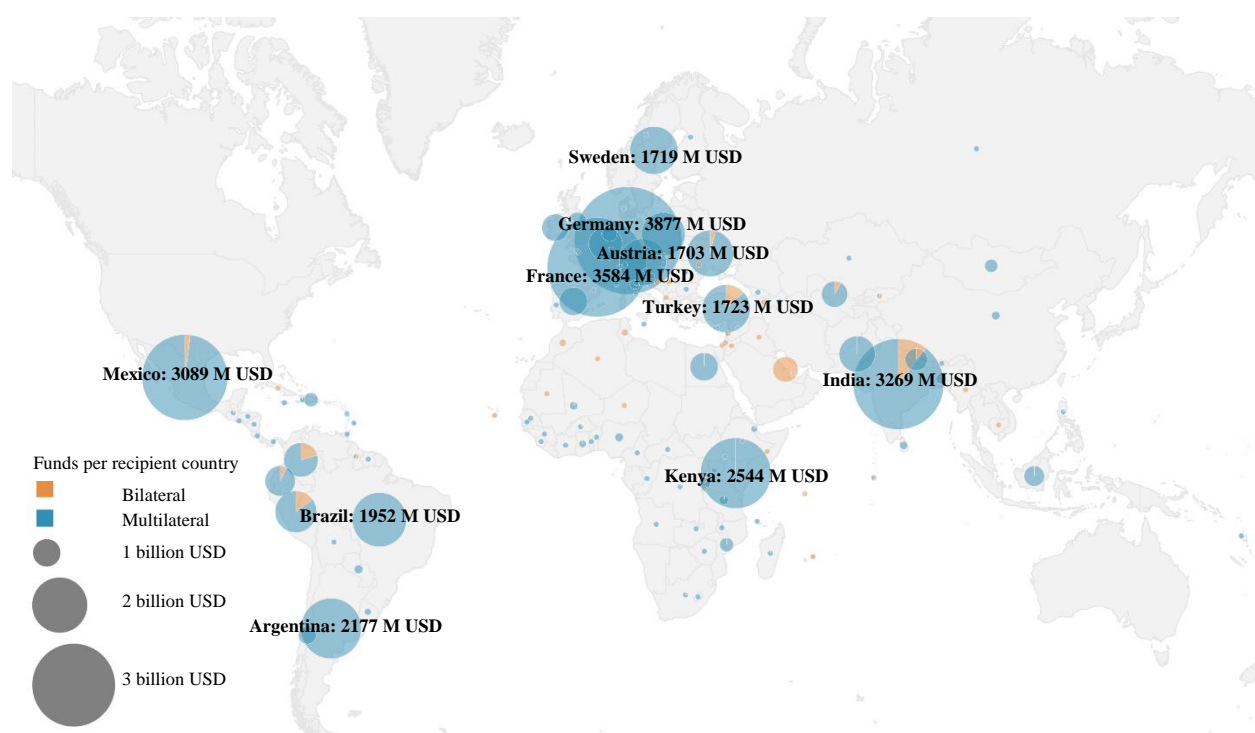 Sweden: 1719 M USD
Germany: 3877 M USD
Austria: 1703 M USD
France: 3584 M USD
Turkey: 1723 M USD
Mexico: 3089 M USD
India: 3269 M USD
Kenya: 2544 M USD
Brazil: 1952 M USD
Argentina: 2177 M USD
Funds per recipient country
Bilateral
Multilateral
1 billion USD
2 billion USD
3 billion USD